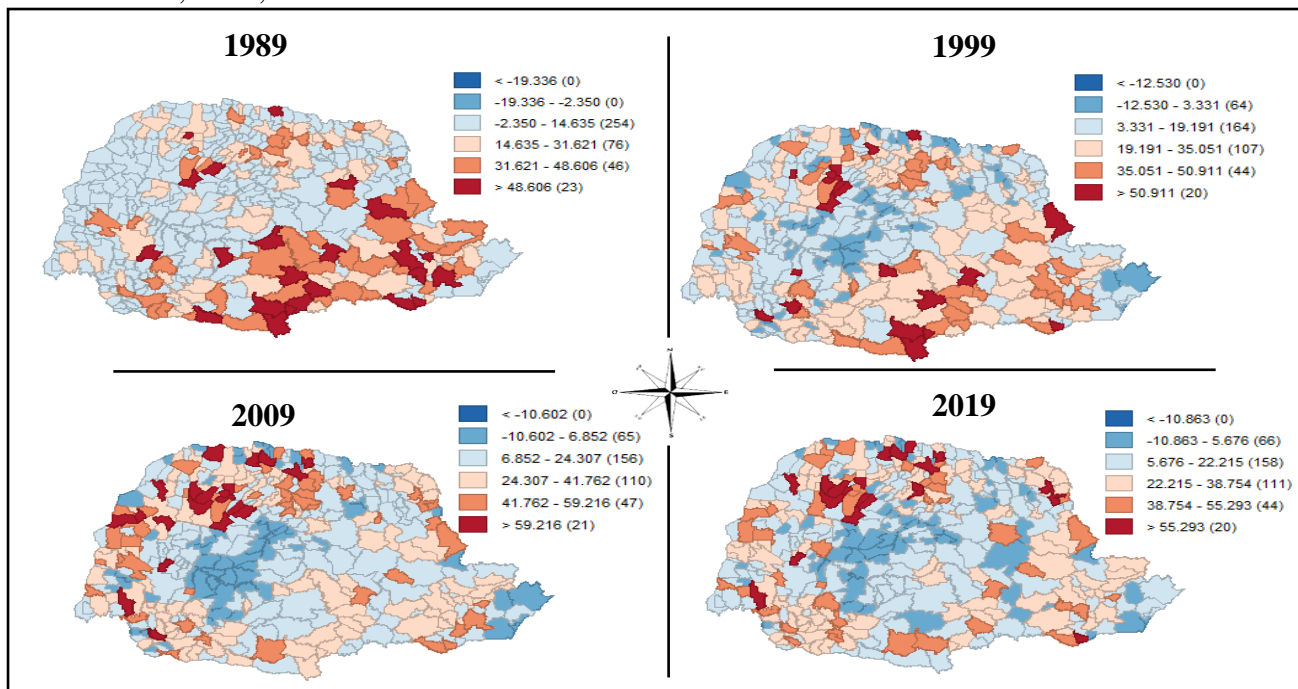 1989
< -19.336 (0)
-19.336 - -2.350 (0)
-2.350 - 14.635 (254)
14.635 - 31.621 (76)
31.621 - 48.606 (46)
> 48.606 (23)
1999
< -12.530 (0)
-12.530 - 3.331 (64)
3.331 - 19.191 (164)
19.191 - 35.051 (107)
35.051 - 50.911 (44)
> 50.911 (20)
N
O
E
S
2009
< -10.602 (0)
-10.602 - 6.852 (65)
6.852 - 24.307 (156)
24.307 - 41.762 (110)
41.762 - 59.216 (47)
> 59.216 (21)
2019
< -10.863 (0)
-10.863 - 5.676 (66)
5.676 - 22.215 (158)
22.215 - 38.754 (111)
38.754 - 55.293 (44)
> 55.293 (20)